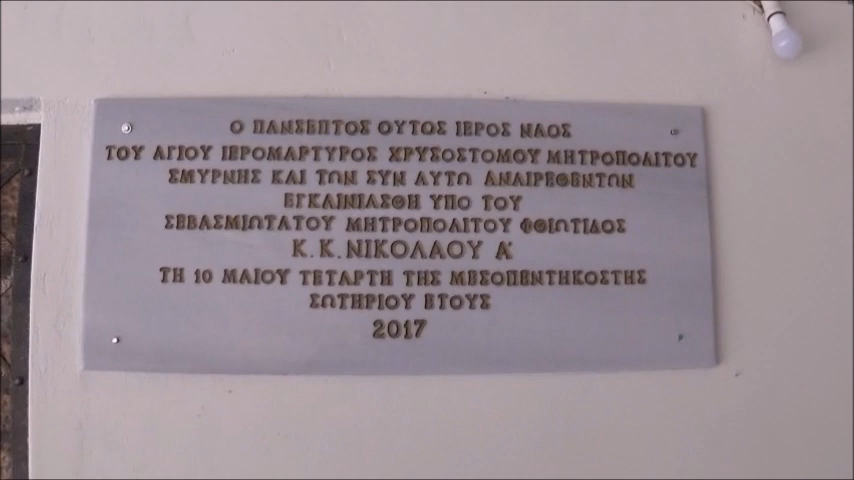 Ο ΠΑΝΣΕΠΤΟΣ ΟΥΤΟΣ ΙΕΡΟΣ ΝΑΟΣ
ΤΟΥ ΑΓΙΟΥ ΙΕΡΟΜΑΡΤΥΡΟΣ ΧΡΥΣΟΣΤΟΜΟΥ ΜΗΤΡΟΠΟΛΙΤΟΥ
ΣΜΥΡΝΗΣ ΚΑΙ ΤΩΝ ΣΥΝ ΑΥΤΩ ΑΝΑΙΡΕΘΕΝΤΩΝ
ΕΓΚΑΙΝΙΑΣΘΗ ΥΠΟ ΤΟΥ
ΣΕΒΑΣΜΙΩΤΑΤΟΥ ΜΗΤΡΟΠΟΛΙΤΟΥ ΦΘΙΩΤΙΔΟΣ
Κ. Κ. ΝΙΚΟΛΑΟΥ Α΄
ΤΗ 10 ΜΑΙΟΥ ΤΕΤΑΡΤΗ ΤΗΣ ΜΕΣΟΠΕΝΤΗΚΟΣΤΗΣ
ΣΩΤΗΡΙΟΥ ΕΤΟΥΣ
2017